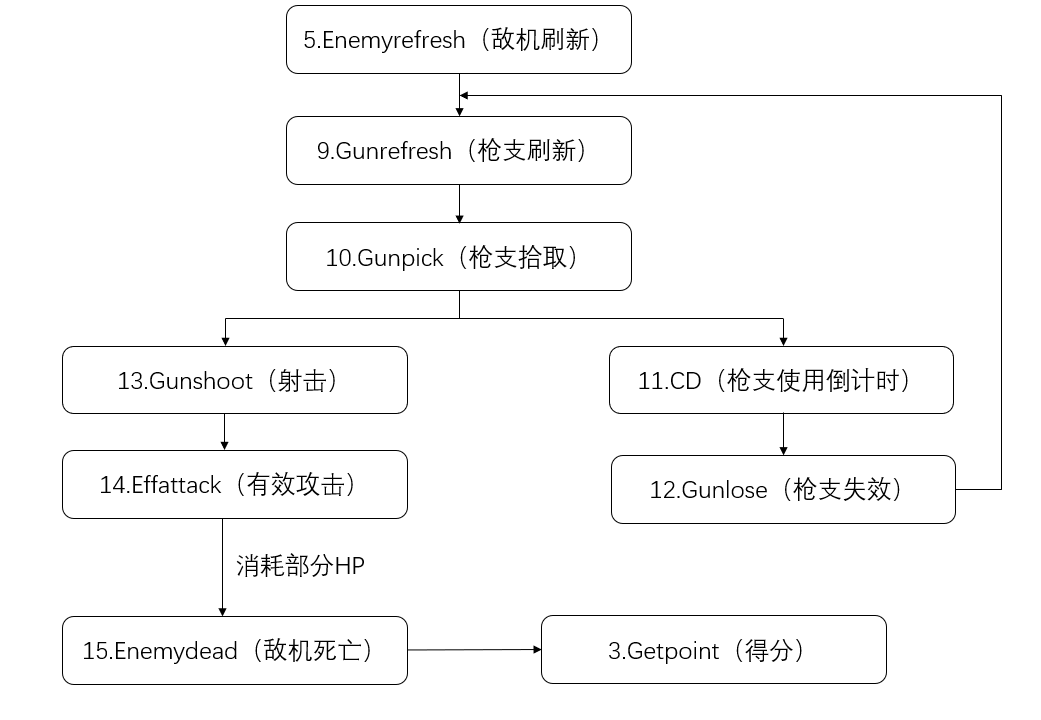 5.Enemyrefresh（敌机刷新）
9.Gunrefresh（枪支刷新）
10.Gunpick（枪支拾取）
13.Gunshoot（射击）
11.CD（枪支使用倒计时）
14.Effattack（有效攻击）
12.Gunlose（枪支失效）
消耗部分HP
15.Enemydead（敌机死亡）
3.Getpoint（得分）